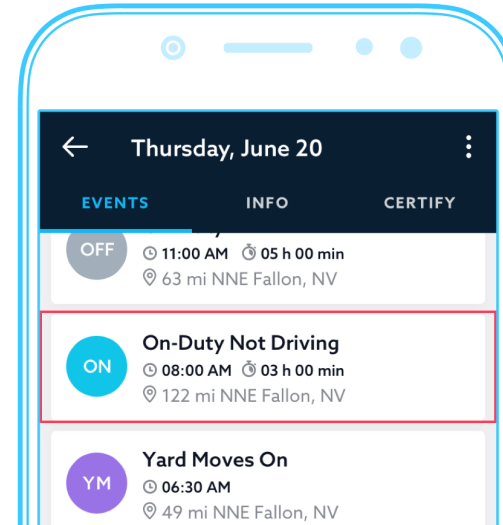 Thursday, June 20
EVENTS INFO CERTIFY
OFF
11:00 AM 05 h 00 min
63 mi NNE Fallon, NV
ON
On-Duty Not Driving
08:00 AM 03 h 00 min
122 mi NNE Fallon, NV
YM
Yard Moves On
06:30 AM
49 mi NNE Fallon, NV